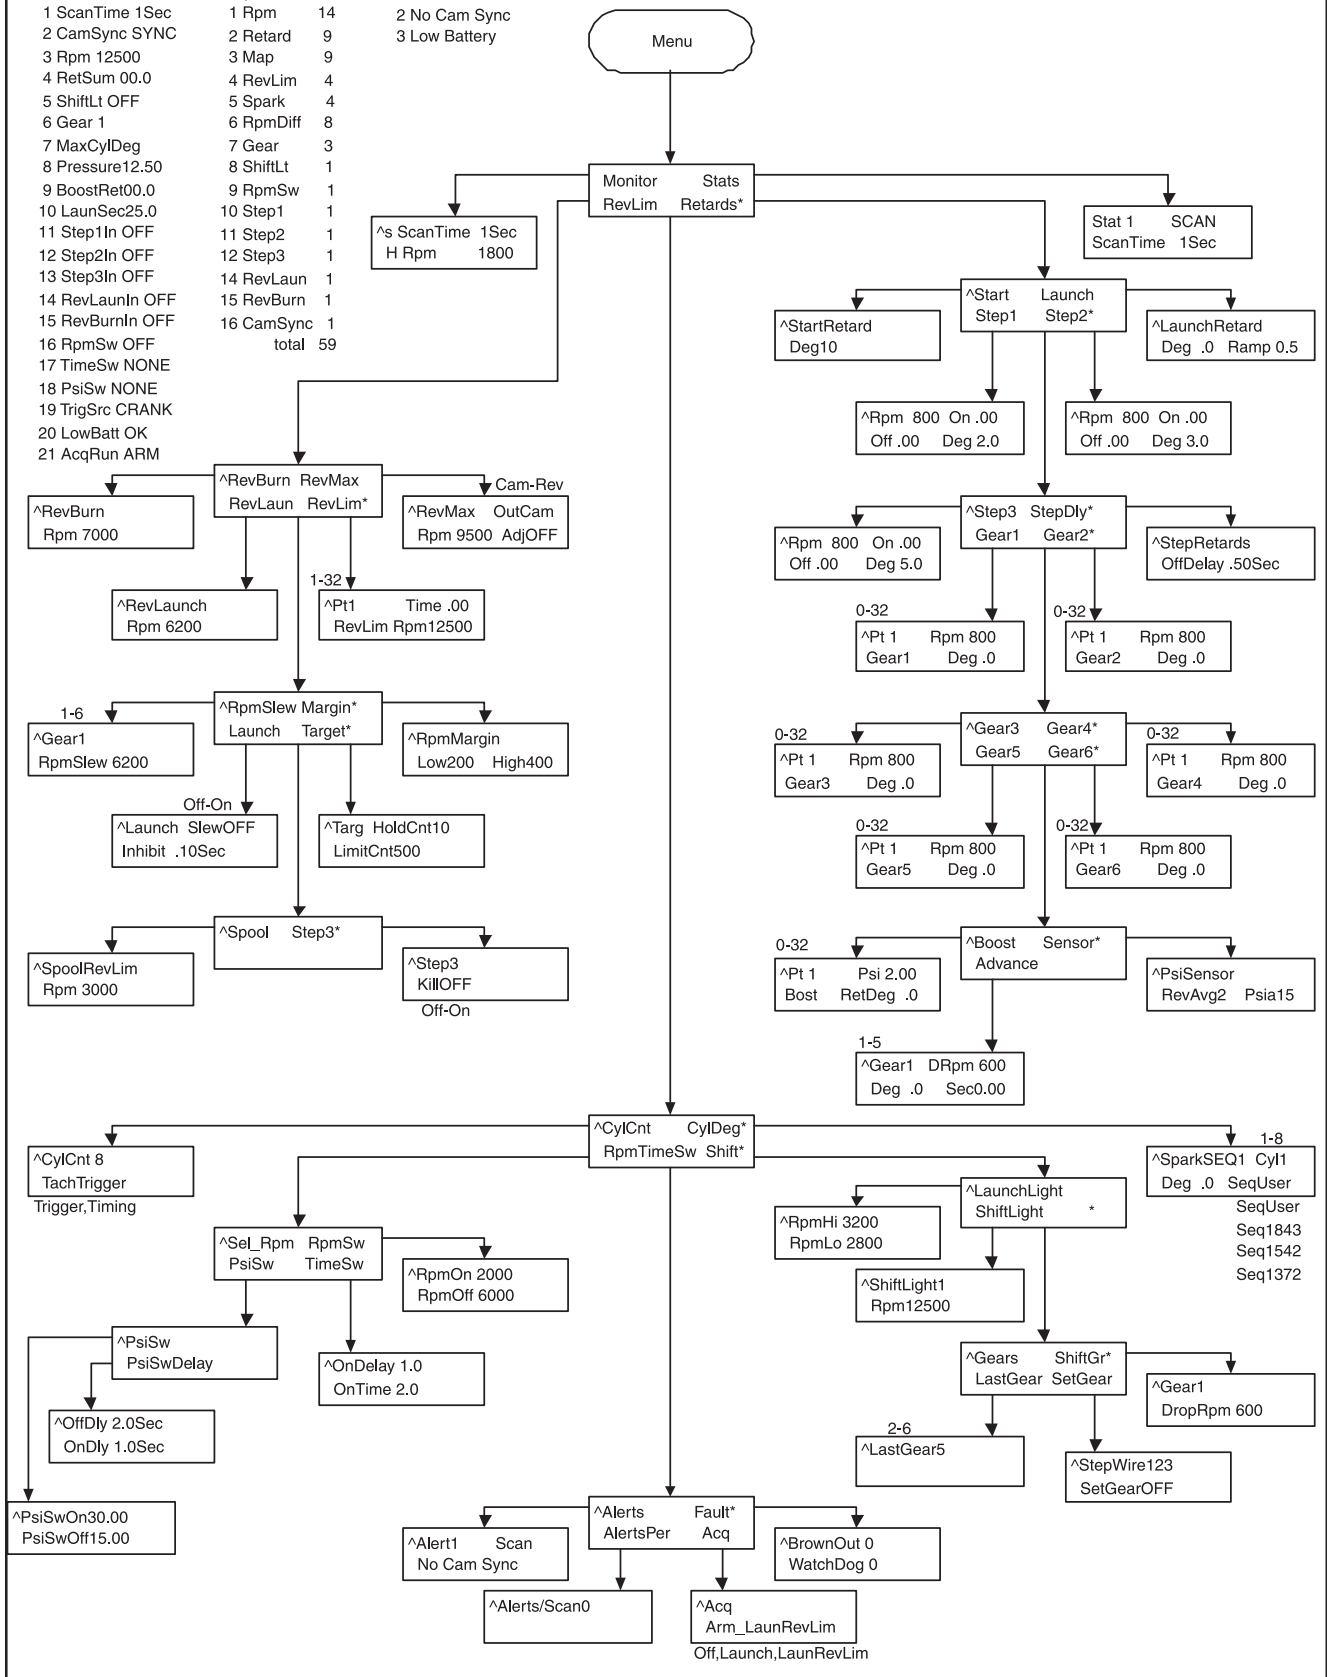 1 ScanTime 1Sec
2 CamSync SYNC
3 Rpm 12500
4 RetSum 00.0
5 ShiftLt OFF
6 Gear 1
7 MaxCylDeg
8 Pressure12.50
9 BoostRet00.0
10 LaunSec25.0
11 Step1In OFF
12 Step2In OFF
13 Step3In OFF
14 RevLaunIn OFF
15 RevBurnIn OFF
16 RpmSw OFF
17 TimeSw NONE
18 PsiSw NONE
19 TrigSrc CRANK
20 LowBatt OK
21 AcqRun ARM
1 Rpm 14
2 Retard 9
3 Map 9
4 RevLim 4
5 Spark 4
6 RpmDiff 8
7 Gear 3
8 ShiftLt 1
9 RpmSw 1
10 Step1 1
11 Step2 1
12 Step3 1
14 RevLaun 1
15 RevBurn 1
16 CamSync 1
total 59
2 No Cam Sync
3 Low Battery
Menu
Monitor Stats
RevLim Retards*
^s ScanTime 1Sec
H Rpm 1800
Stat 1 SCAN
ScanTime 1Sec
^Start Launch
Step1 Step2*
^StartRetard
Deg10
^LaunchRetard
Deg .0 Ramp 0.5
^Rpm 800 On .00
Off .00 Deg 2.0
^Rpm 800 On .00
Off .00 Deg 3.0
^RevBurn RevMax
RevLaun RevLim*
^RevBurn
Rpm 7000
Cam-Rev
^RevMax OutCam
Rpm 9500 AdjOFF
^RevLaunch
Rpm 6200
1-32
^Pt1 Time .00
RevLim Rpm12500
^Step3 StepDly*
Gear1 Gear2*
^Rpm 800 On .00
Off .00 Deg 5.0
^StepRetards
OffDelay .50Sec
0-32
^Pt 1 Rpm 800
Gear1 Deg .0
0-32
^Pt 1 Rpm 800
Gear2 Deg .0
^RpmSlew Margin*
Launch Target*
1-6
^Gear1
RpmSlew 6200
^RpmMargin
Low200 High400
Off-On
^Launch SlewOFF
Inhibit .10Sec
^Targ HoldCnt10
LimitCnt500
^Gear3 Gear4*
Gear5 Gear6*
0-32
^Pt 1 Rpm 800
Gear3 Deg .0
0-32
^Pt 1 Rpm 800
Gear4 Deg .0
0-32
^Pt 1 Rpm 800
Gear5 Deg .0
0-32
^Pt 1 Rpm 800
Gear6 Deg .0
^Spool Step3*
^SpoolRevLim
Rpm 3000
^Step3
KillOFF
Off-On
^Boost Sensor*
Advance
0-32
^Pt 1 Psi 2.00
Bost RetDeg .0
^PsiSensor
RevAvg2 Psia15
1-5
^Gear1 DRpm 600
Deg .0 Sec0.00
^CylCnt CylDeg*
RpmTimeSw Shift*
^CylCnt 8
TachTrigger
Trigger,Timing
1-8
^SparkSEQ1 Cyl1
Deg .0 SeqUser
SeqUser
Seq1843
Seq1542
Seq1372
^Sel_Rpm RpmSw
PsiSw TimeSw
^RpmOn 2000
RpmOff 6000
^PsiSw
PsiSwDelay
^OnDelay 1.0
OnTime 2.0
^OffDly 2.0Sec
OnDly 1.0Sec
^PsiSwOn30.00
PsiSwOff15.00
^LaunchLight
ShiftLight *
^RpmHi 3200
RpmLo 2800
^ShiftLight1
Rpm12500
^Gears ShiftGr*
LastGear SetGear
^Gear1
DropRpm 600
2-6
^LastGear5
^StepWire123
SetGearOFF
^Alerts Fault*
AlertsPer Acq
^Alert1 Scan
No Cam Sync
^BrownOut 0
WatchDog 0
^Alerts/Scan0
^Acq
Arm_LaunRevLim
Off,Launch,LaunRevLim